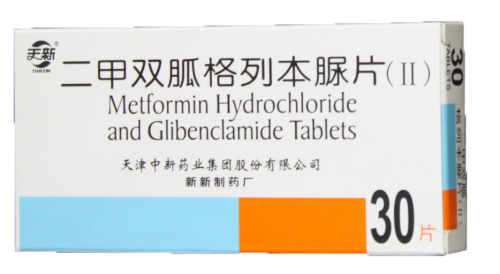 天新
TIANXIN
二甲双胍格列本脲片(II)
Metformin Hydrochloride
and Glibenclamide Tablets
天津中新药业集团股份有限公司
新新制药厂
30片
30
TABLETS